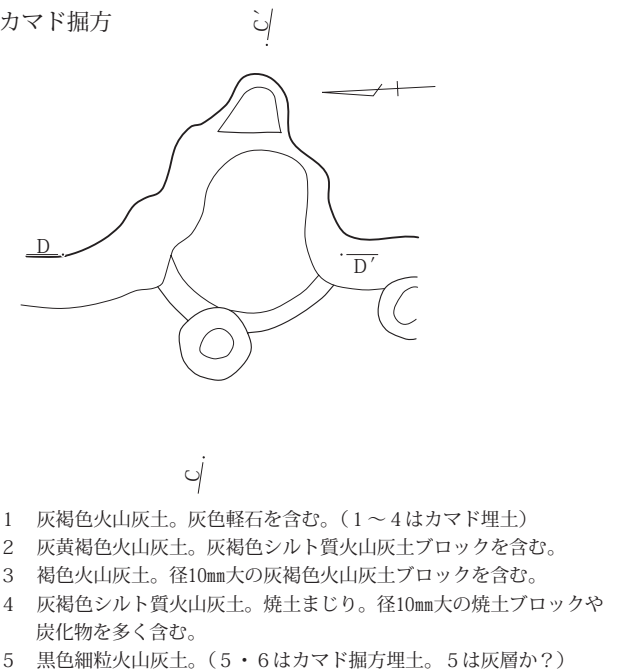 カマド掘方
C′
D
D′
C
1　灰褐色火山灰土。灰色軽石を含む。（1～4はカマド埋土）
2　灰黄褐色火山灰土。灰褐色シルト質火山灰土ブロックを含む。
3　褐色火山灰土。径10㎜大の灰褐色火山灰土ブロックを含む。
4　灰褐色シルト質火山灰土。焼土まじり。径10㎜大の焼土ブロックや
炭化物を多く含む。
5　黒色細粒火山灰土。（5・6はカマド掘方埋土。5は灰層か？）